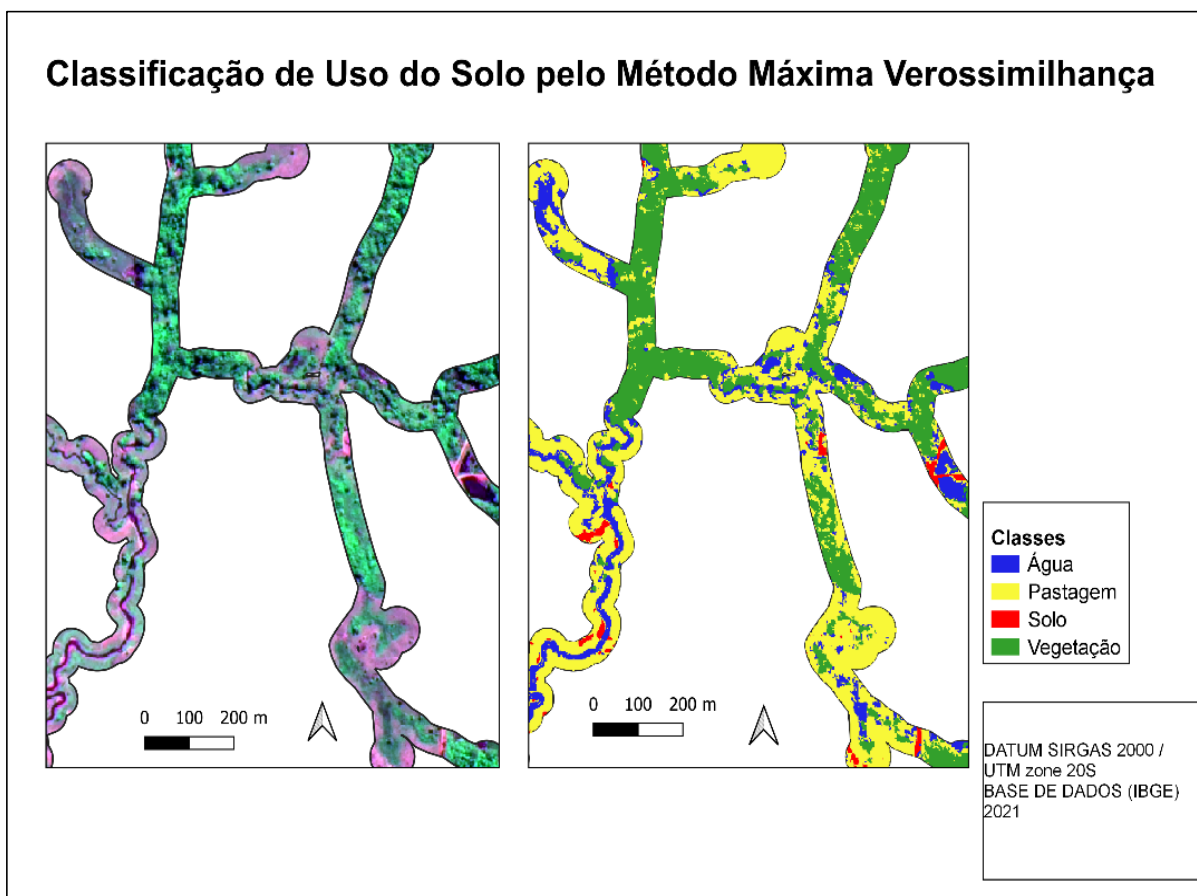 Classificação de Uso do Solo pelo Método Máxima Verossimilhança
0 100 200 m
0 100 200 m
Classes
Água
Pastagem
Solo
Vegetação
DATUM SIRGAS 2000 /
UTM zone 20S
BASE DE DADOS (IBGE)
2021